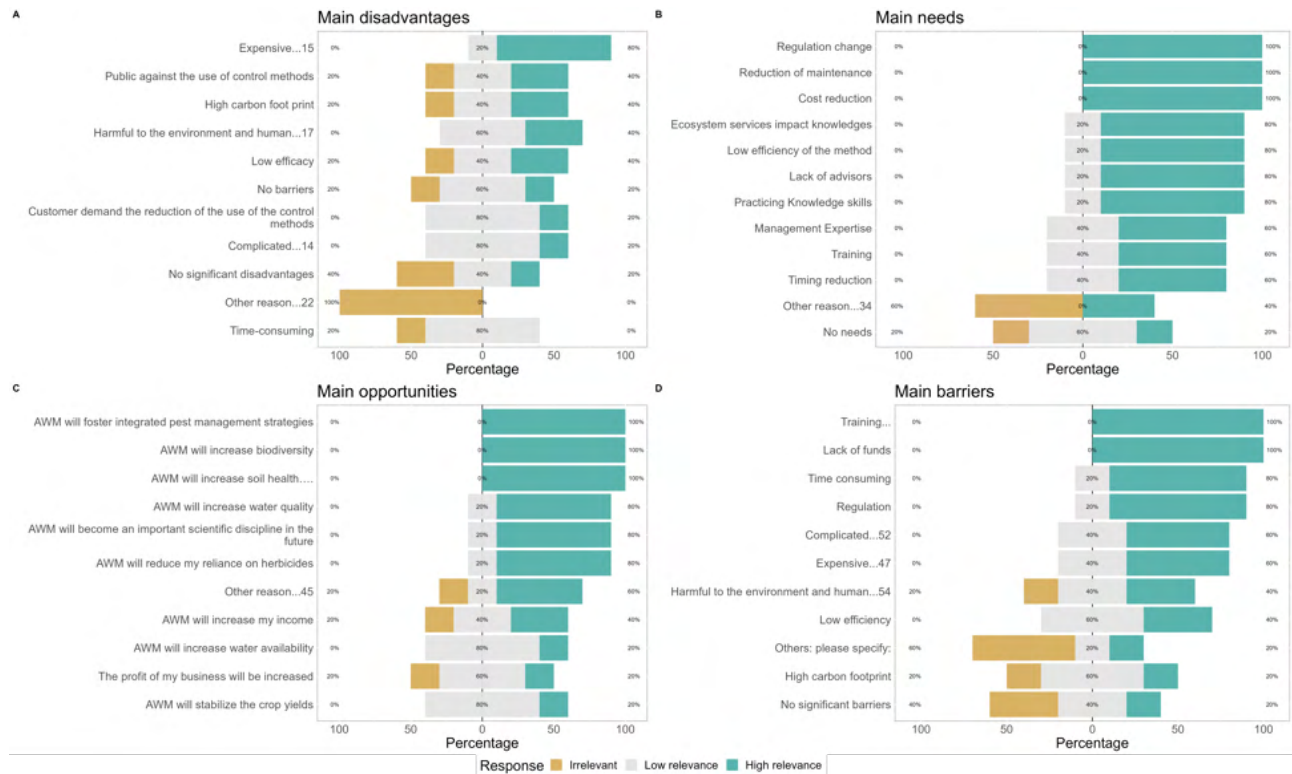 A Main disadvantages
Expensive...15 0% 20% 80%
Public against the use of control methods 20% 40% 40%
High carbon foot print 20% 40% 40%
Harmful to the environment and human...17 0% 60% 40%
Low efficacy 20% 40% 40%
No barriers 20% 60% 20%
Customer demand the reduction of the use of the control
methods 0% 80% 20%
Complicated...14 0% 80% 20%
No significant disadvantages 40% 40% 20%
Other reason...22 100% 0% 0%
Time-consuming 20% 80% 0%
100 50 0 50 100
Percentage
B Main needs
Regulation change 0% 0% 100%
Reduction of maintenance 0% 0% 100%
Cost reduction 0% 0% 100%
Ecosystem services impact knowledges 0% 20% 80%
Low efficiency of the method 0% 20% 80%
Lack of advisors 0% 20% 80%
Practicing Knowledge skills 0% 20% 80%
Management Expertise 0% 40% 60%
Training 0% 40% 60%
Timing reduction 0% 40% 60%
Other reason...34 60% 0% 40%
No needs 20% 60% 20%
100 50 0 50 100
Percentage
C Main opportunities
AWM will foster integrated pest management strategies 0% 0% 100%
AWM will increase biodiversity 0% 0% 100%
AWM will increase soil health.... 0% 0% 100%
AWM will increase water quality 0% 20% 80%
AWM will become an important scientific discipline in the
future 0% 20% 80%
AWM will reduce my reliance on herbicides 0% 20% 80%
Other reason...45 20% 20% 60%
AWM will increase my income 20% 40% 40%
AWM will increase water availability 0% 80% 20%
The profit of my business will be increased 20% 60% 20%
AWM will stabilize the crop yields 0% 80% 20%
100 50 0 50 100
Percentage
D Main barriers
Training... 0% 0% 100%
Lack of funds 0% 0% 100%
Time consuming 0% 20% 80%
Regulation 0% 20% 80%
Complicated...52 0% 40% 60%
Expensive...47 0% 40% 60%
Harmful to the environment and human...54 20% 40% 40%
Low efficiency 0% 60% 40%
Others: please specify: 60% 20% 20%
High carbon footprint 20% 60% 20%
No significant barriers 40% 40% 20%
100 50 0 50 100
Percentage
Response Irrelevant Low relevance High relevance